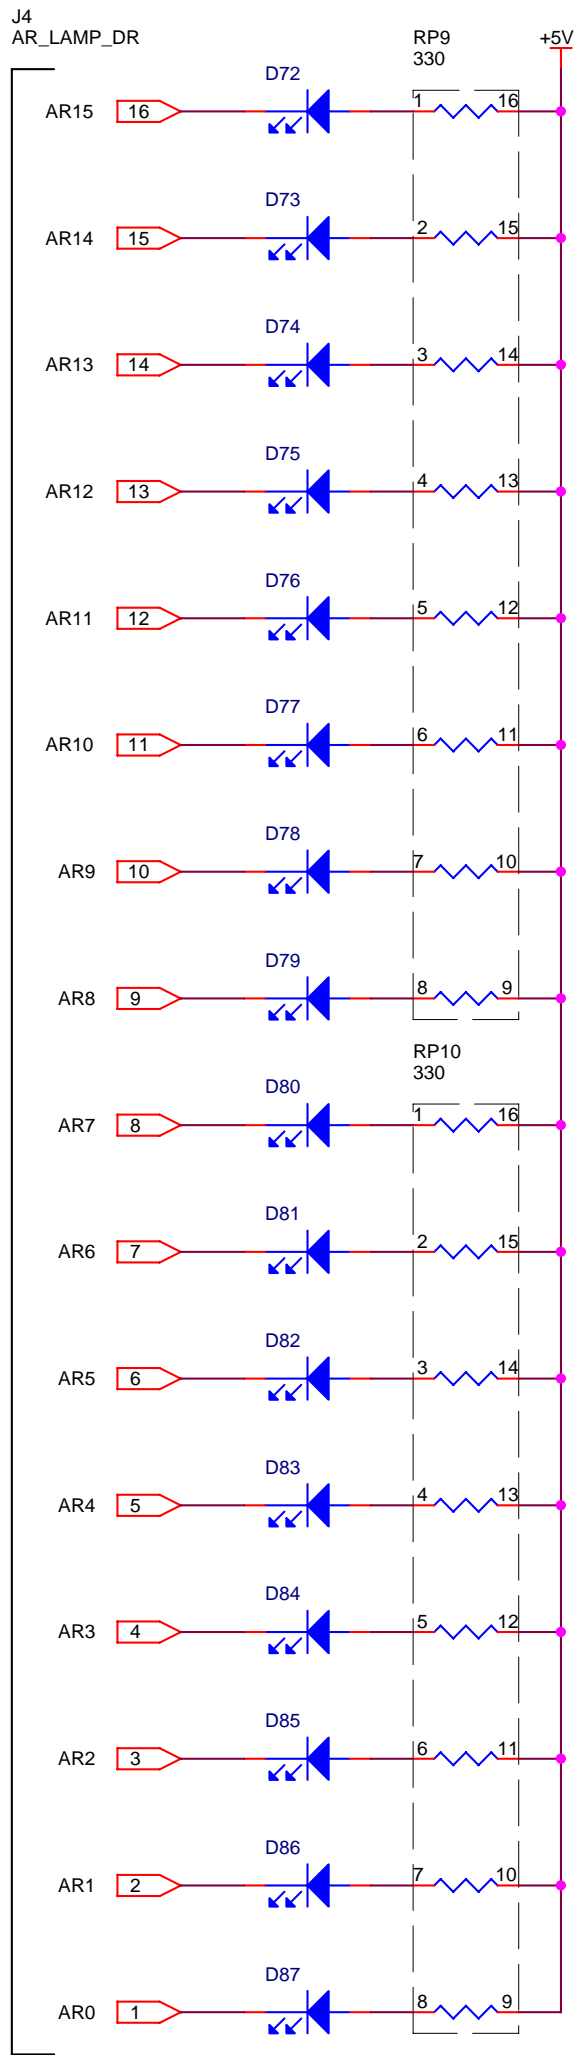 J4
AR_LAMP_DR
RP9
330
+5V
D72
AR15 16 1 16
D73
AR14 15 2 15
D74
AR13 14 3 14
D75
AR12 13 4 13
D76
AR11 12 5 12
D77
AR10 11 6 11
D78
AR9 10 7 10
D79
AR8 9 8 9
RP10
330
D80
AR7 8 1 16
D81
AR6 7 2 15
D82
AR5 6 3 14
D83
AR4 5 4 13
D84
AR3 4 5 12
D85
AR2 3 6 11
D86
AR1 2 7 10
D87
AR0 1 8 9